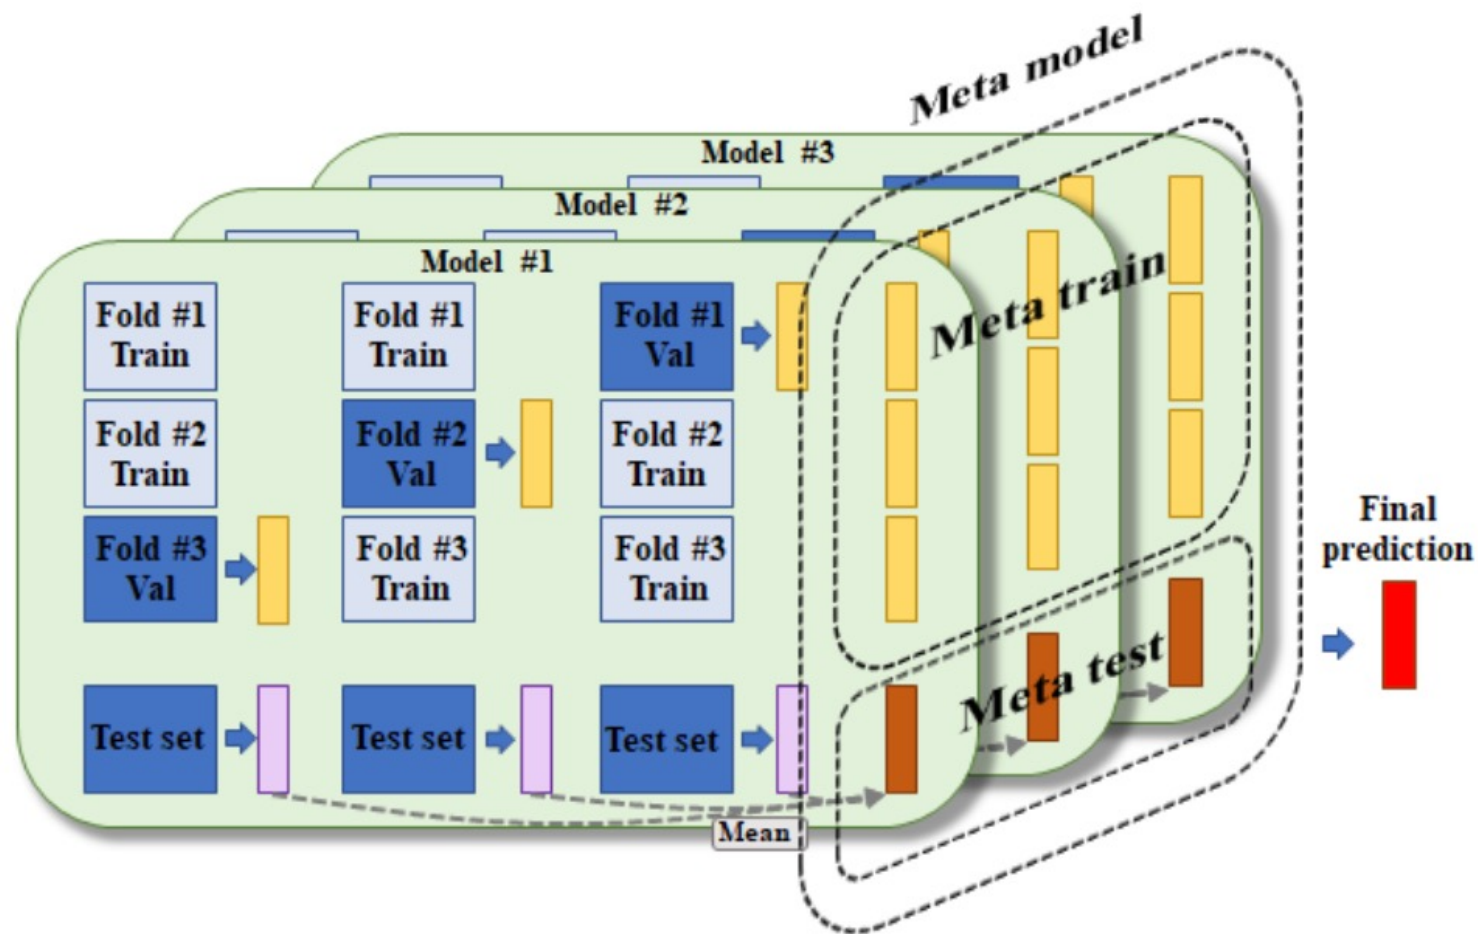 Meta model
Model #3
Model #2
Model #1
Fold #1
Train
Fold #1
Train
Fold #1
Val
Meta train
Fold #2
Train
Fold #2
Val
Fold #2
Train
Fold #3
Val
Fold #3
Train
Fold #3
Train
Final
prediction
Test set
Test set
Test set
Meta test
Mean